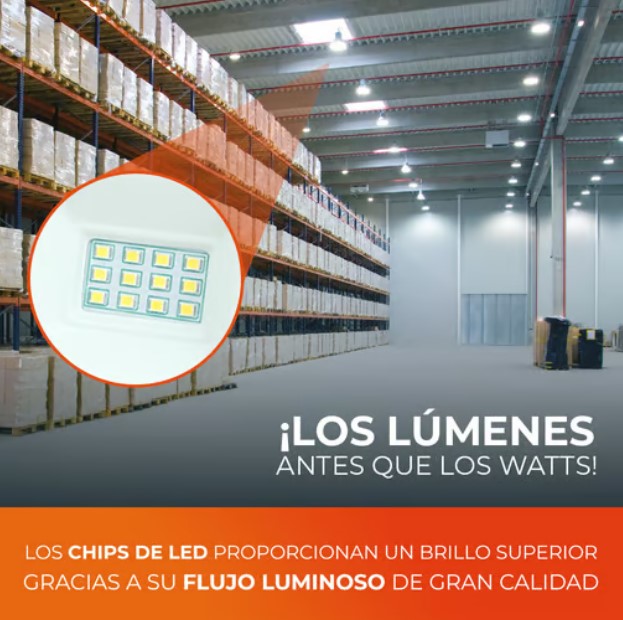 ¡LOS LÚMENES
ANTES QUE LOS WATTS!
LOS CHIPS DE LED PROPORCIONAN UN BRILLO SUPERIOR
GRACIAS A SU FLUJO LUMINOSO DE GRAN CALIDAD